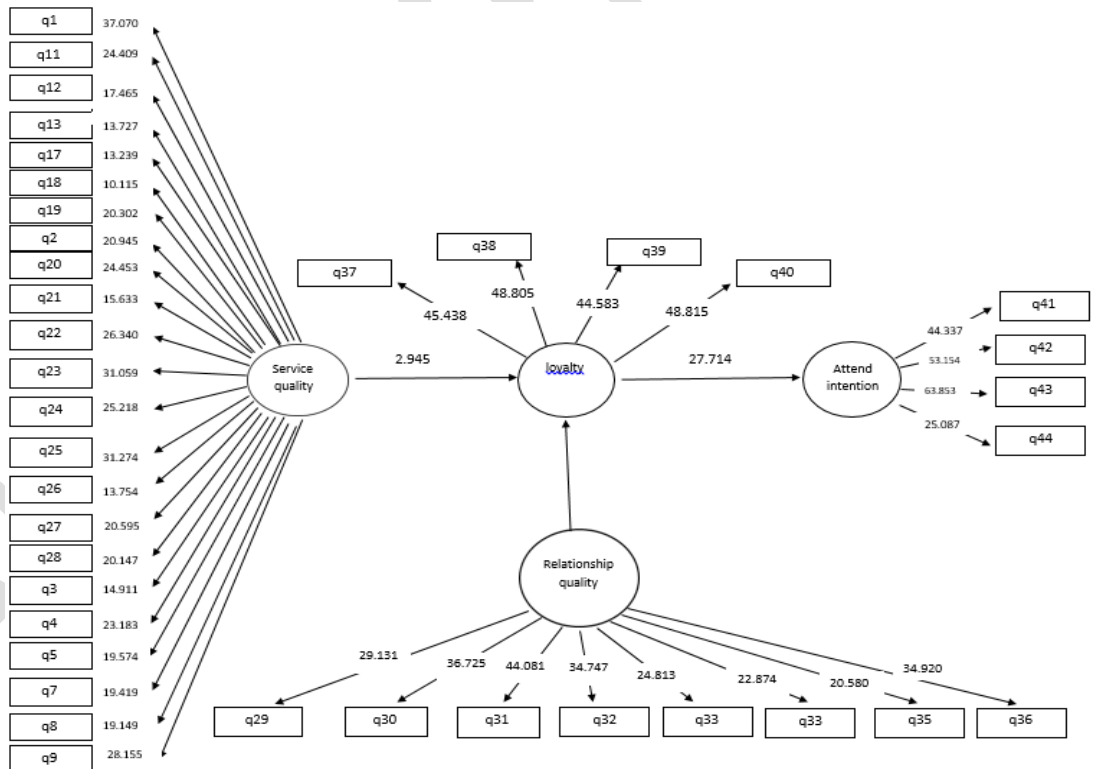 q1 37.070
q11 24.409
q12 17.465
q13 13.727
q17 13.239
q18 10.115
q19 20.302
q2 20.945
q20 24.453
q21 15.633
q22 26.340
q23 31.059
q24 25.218
q25 31.274
q26 13.754
q27 20.595
q28 20.147
q3 14.911
q4 23.183
q5 19.574
q7 19.419
q8 19.149
q9 28.155
Service
quality
2.945
q37
q38
q39
q40
45.438
48.805
44.583
48.815
loyalty
27.714
Attend
intention
44.337
53.154
63.853
25.087
q41
q42
q43
q44
Relationship
quality
29.131
36.725
44.081
34.747
24.813
22.874
20.580
34.920
q29
q30
q31
q32
q33
q33
q35
q36